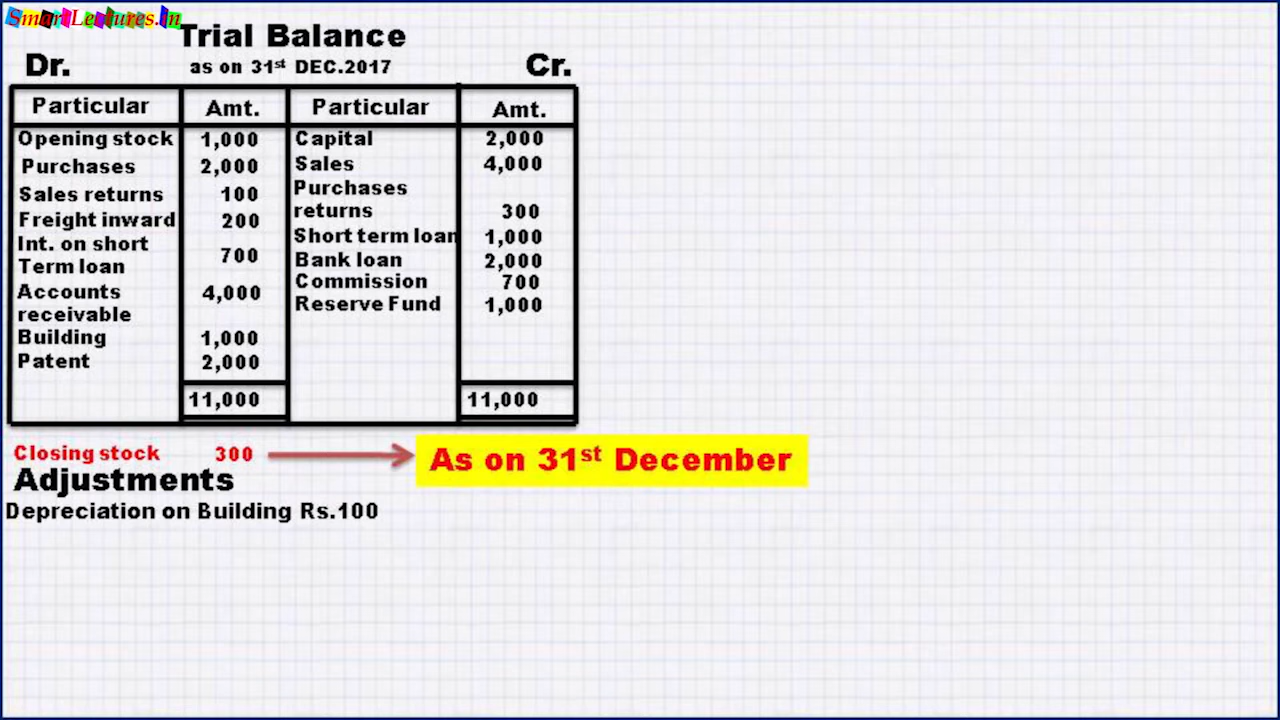 Smart Lectures.in
Trial Balance
Dr.
as on 31st DEC.2017
Cr.
Particular Amt. Particular Amt.
Opening stock 1,000 Capital 2,000
Purchases 2,000 Sales 4,000
Sales returns 100 Purchases
Freight inward 200 returns 300
Int. on short Short term loan 1,000
Term loan 700 Bank loan 2,000
Accounts 4,000 Commission 700
receivable Reserve Fund 1,000
Building 1,000
Patent 2,000
11,000 11,000
Closing stock 300 As on 31st December
Adjustments
Depreciation on Building Rs.100